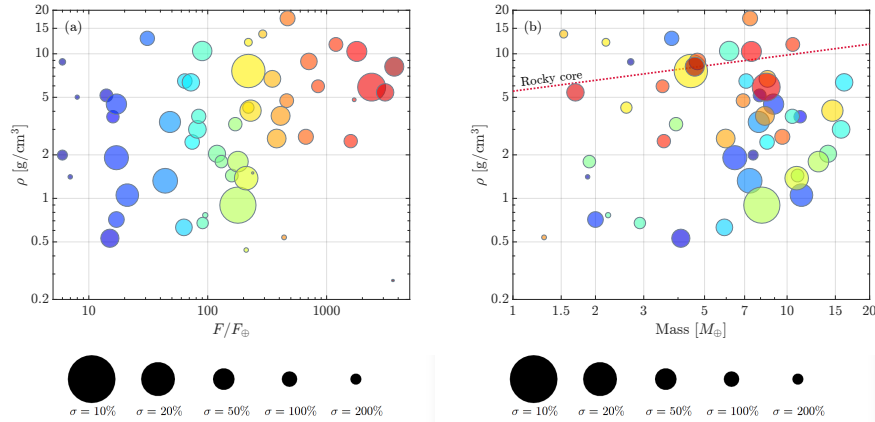 (a)
20
15
10
5
2
1
0.5
0.2
ρ [g/cm³]
10
100
1000
F/F⊕
σ = 10%
σ = 20%
σ = 50%
σ = 100%
σ = 200%
(b)
Rocky core
20
15
10
5
2
1
0.5
0.2
ρ [g/cm³]
1
1.5
2
3
5
7
10
15
20
Mass [M⊕]
σ = 10%
σ = 20%
σ = 50%
σ = 100%
σ = 200%